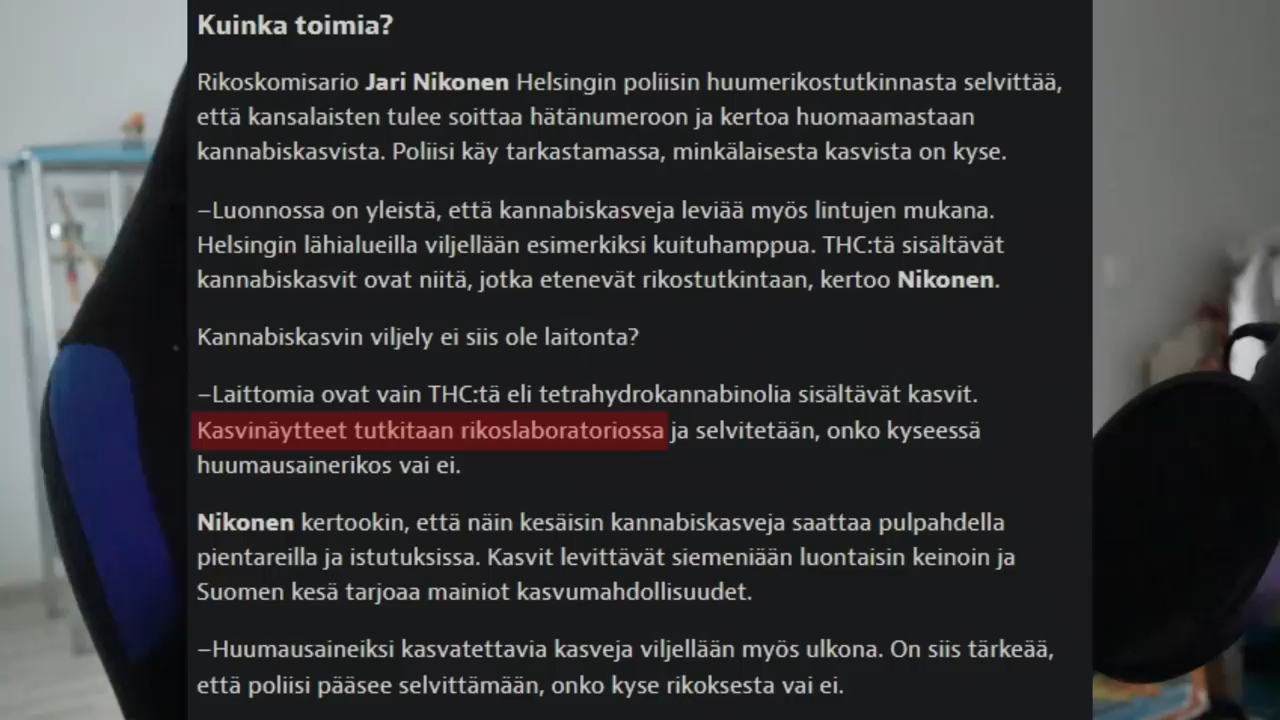 Kuinka toimia?
Rikoskomisario Jari Nikonen Helsingin poliisin huumerikostutkinnasta selvittää,
että kansalaisten tulee soittaa hätänumeroon ja kertoa huomaamastaan
kannabiskasvista. Poliisi käy tarkastamassa, minkälaisesta kasvista on kyse.
–Luonnossa on yleistä, että kannabiskasveja leviää myös lintujen mukana.
Helsingin lähialueilla viljellään esimerkiksi kuituhamppua. THC:tä sisältävät
kannabiskasvit ovat niitä, jotka etenevät rikostutkintaan, kertoo Nikonen.
Kannabiskasvin viljely ei siis ole laitonta?
–Laittomia ovat vain THC:tä eli tetrahydrokannabinolia sisältävät kasvit.
Kasvinäytteet tutkitaan rikoslaboratoriossa ja selvitetään, onko kyseessä
huumausainerikos vai ei.
Nikonen kertookin, että näin kesäisin kannabiskasveja saattaa pulpahdella
pientareilla ja istutuksissa. Kasvit levittävät siemeniään luontaisin keinoin ja
Suomen kesä tarjoaa mainiot kasvumahdollisuudet.
–Huumausaineiksi kasvatettavia kasveja viljellään myös ulkona. On siis tärkeää,
että poliisi pääsee selvittämään, onko kyse rikoksesta vai ei.